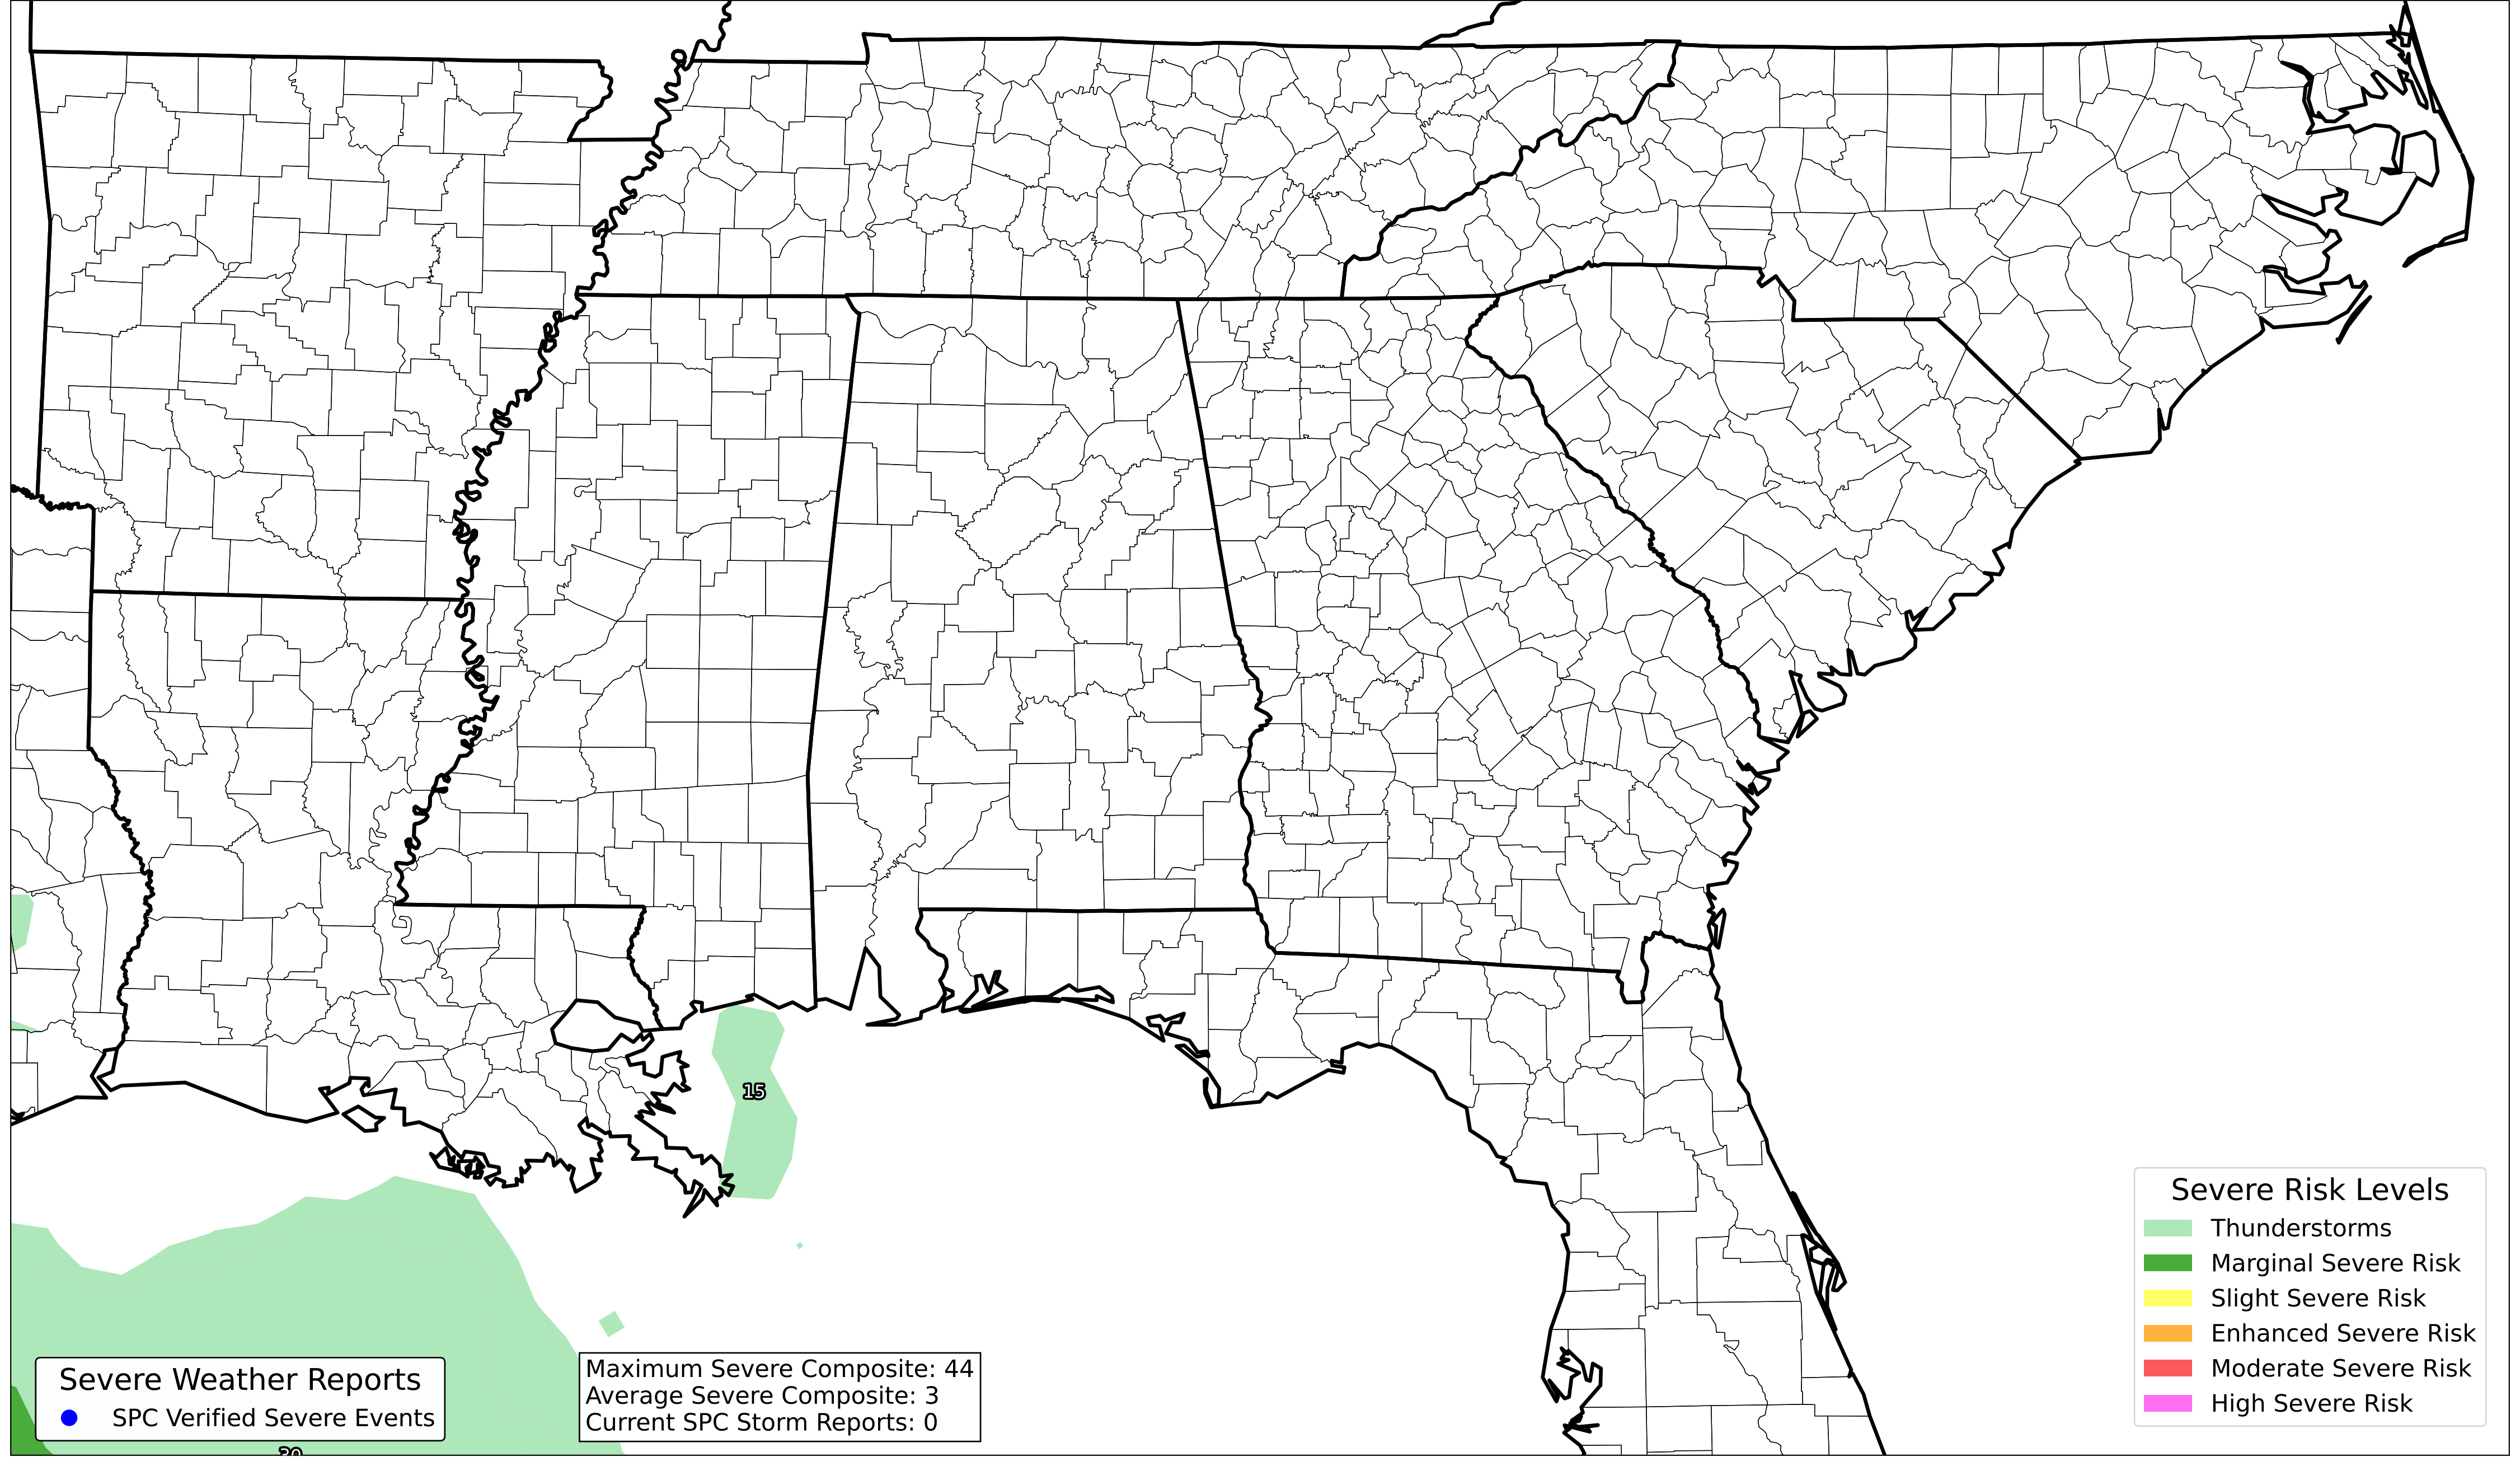 15
Severe Risk Levels
Thunderstorms
Marginal Severe Risk
Slight Severe Risk
Enhanced Severe Risk
Moderate Severe Risk
High Severe Risk
Severe Weather Reports
SPC Verified Severe Events
Maximum Severe Composite: 44
Average Severe Composite: 3
Current SPC Storm Reports: 0